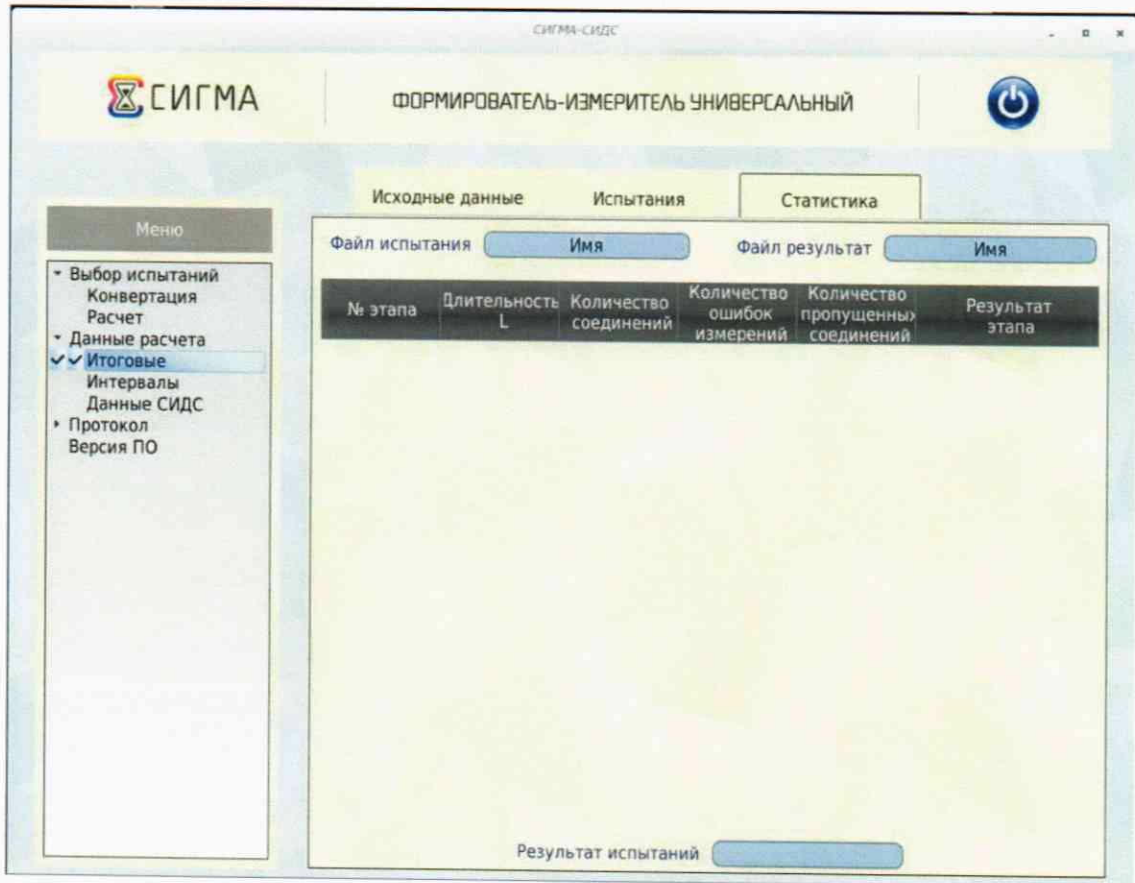 СИГМА-СИДС
СИГМА
ФОРМИРОВАТЕЛЬ-ИЗМЕРИТЕЛЬ УНИВЕРСАЛЬНЫЙ
Исходные данные
Испытания
Статистика
Меню
Выбор испытаний
Конвертация
Расчет
Данные расчета
Итоговые
Интервалы
Данные СИДС
Протокол
Версия ПО
Файл испытания Имя
Файл результат Имя
№ этапа
Длительность
L
Количество
соединений
Количество
ошибок
измерений
Количество
пропущенных
соединений
Результат
этапа
Результат испытаний